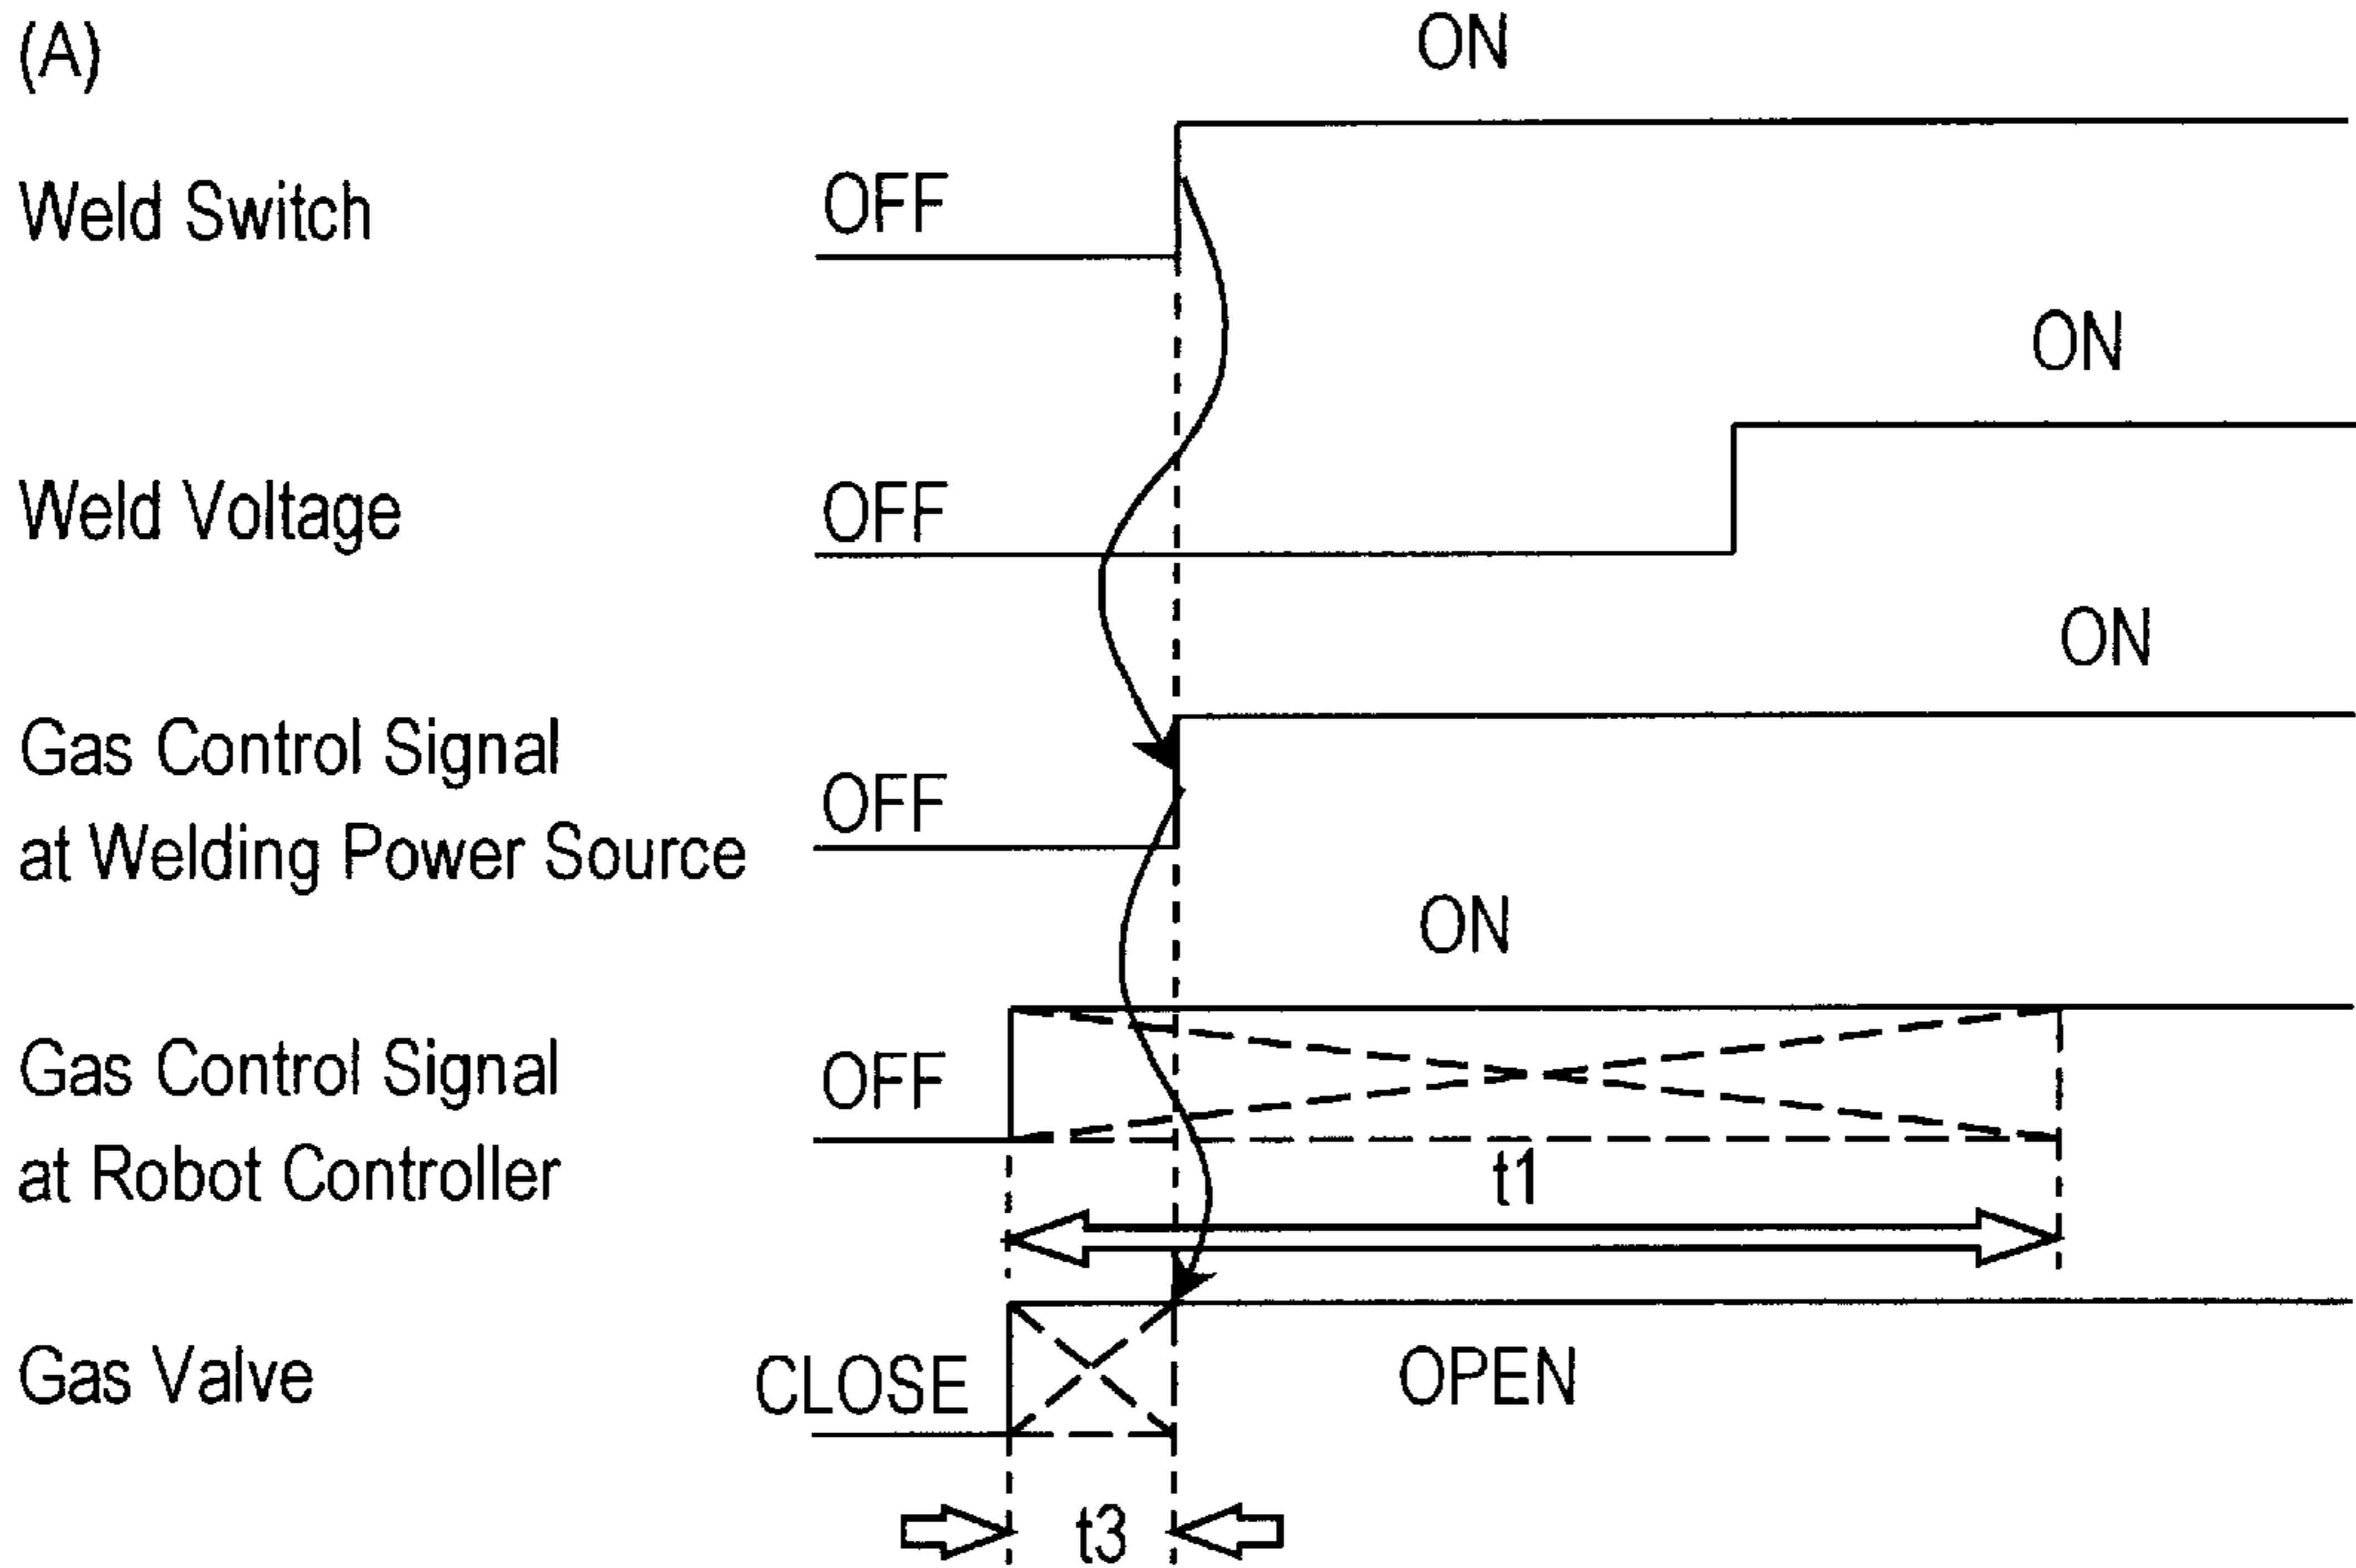 (A)
ON
Weld Switch
OFF
ON
Weld Voltage
OFF
ON
Gas Control Signal
at Welding Power Source
OFF
ON
Gas Control Signal
at Robot Controller
OFF
t1
Gas Valve
CLOSE
OPEN
t3